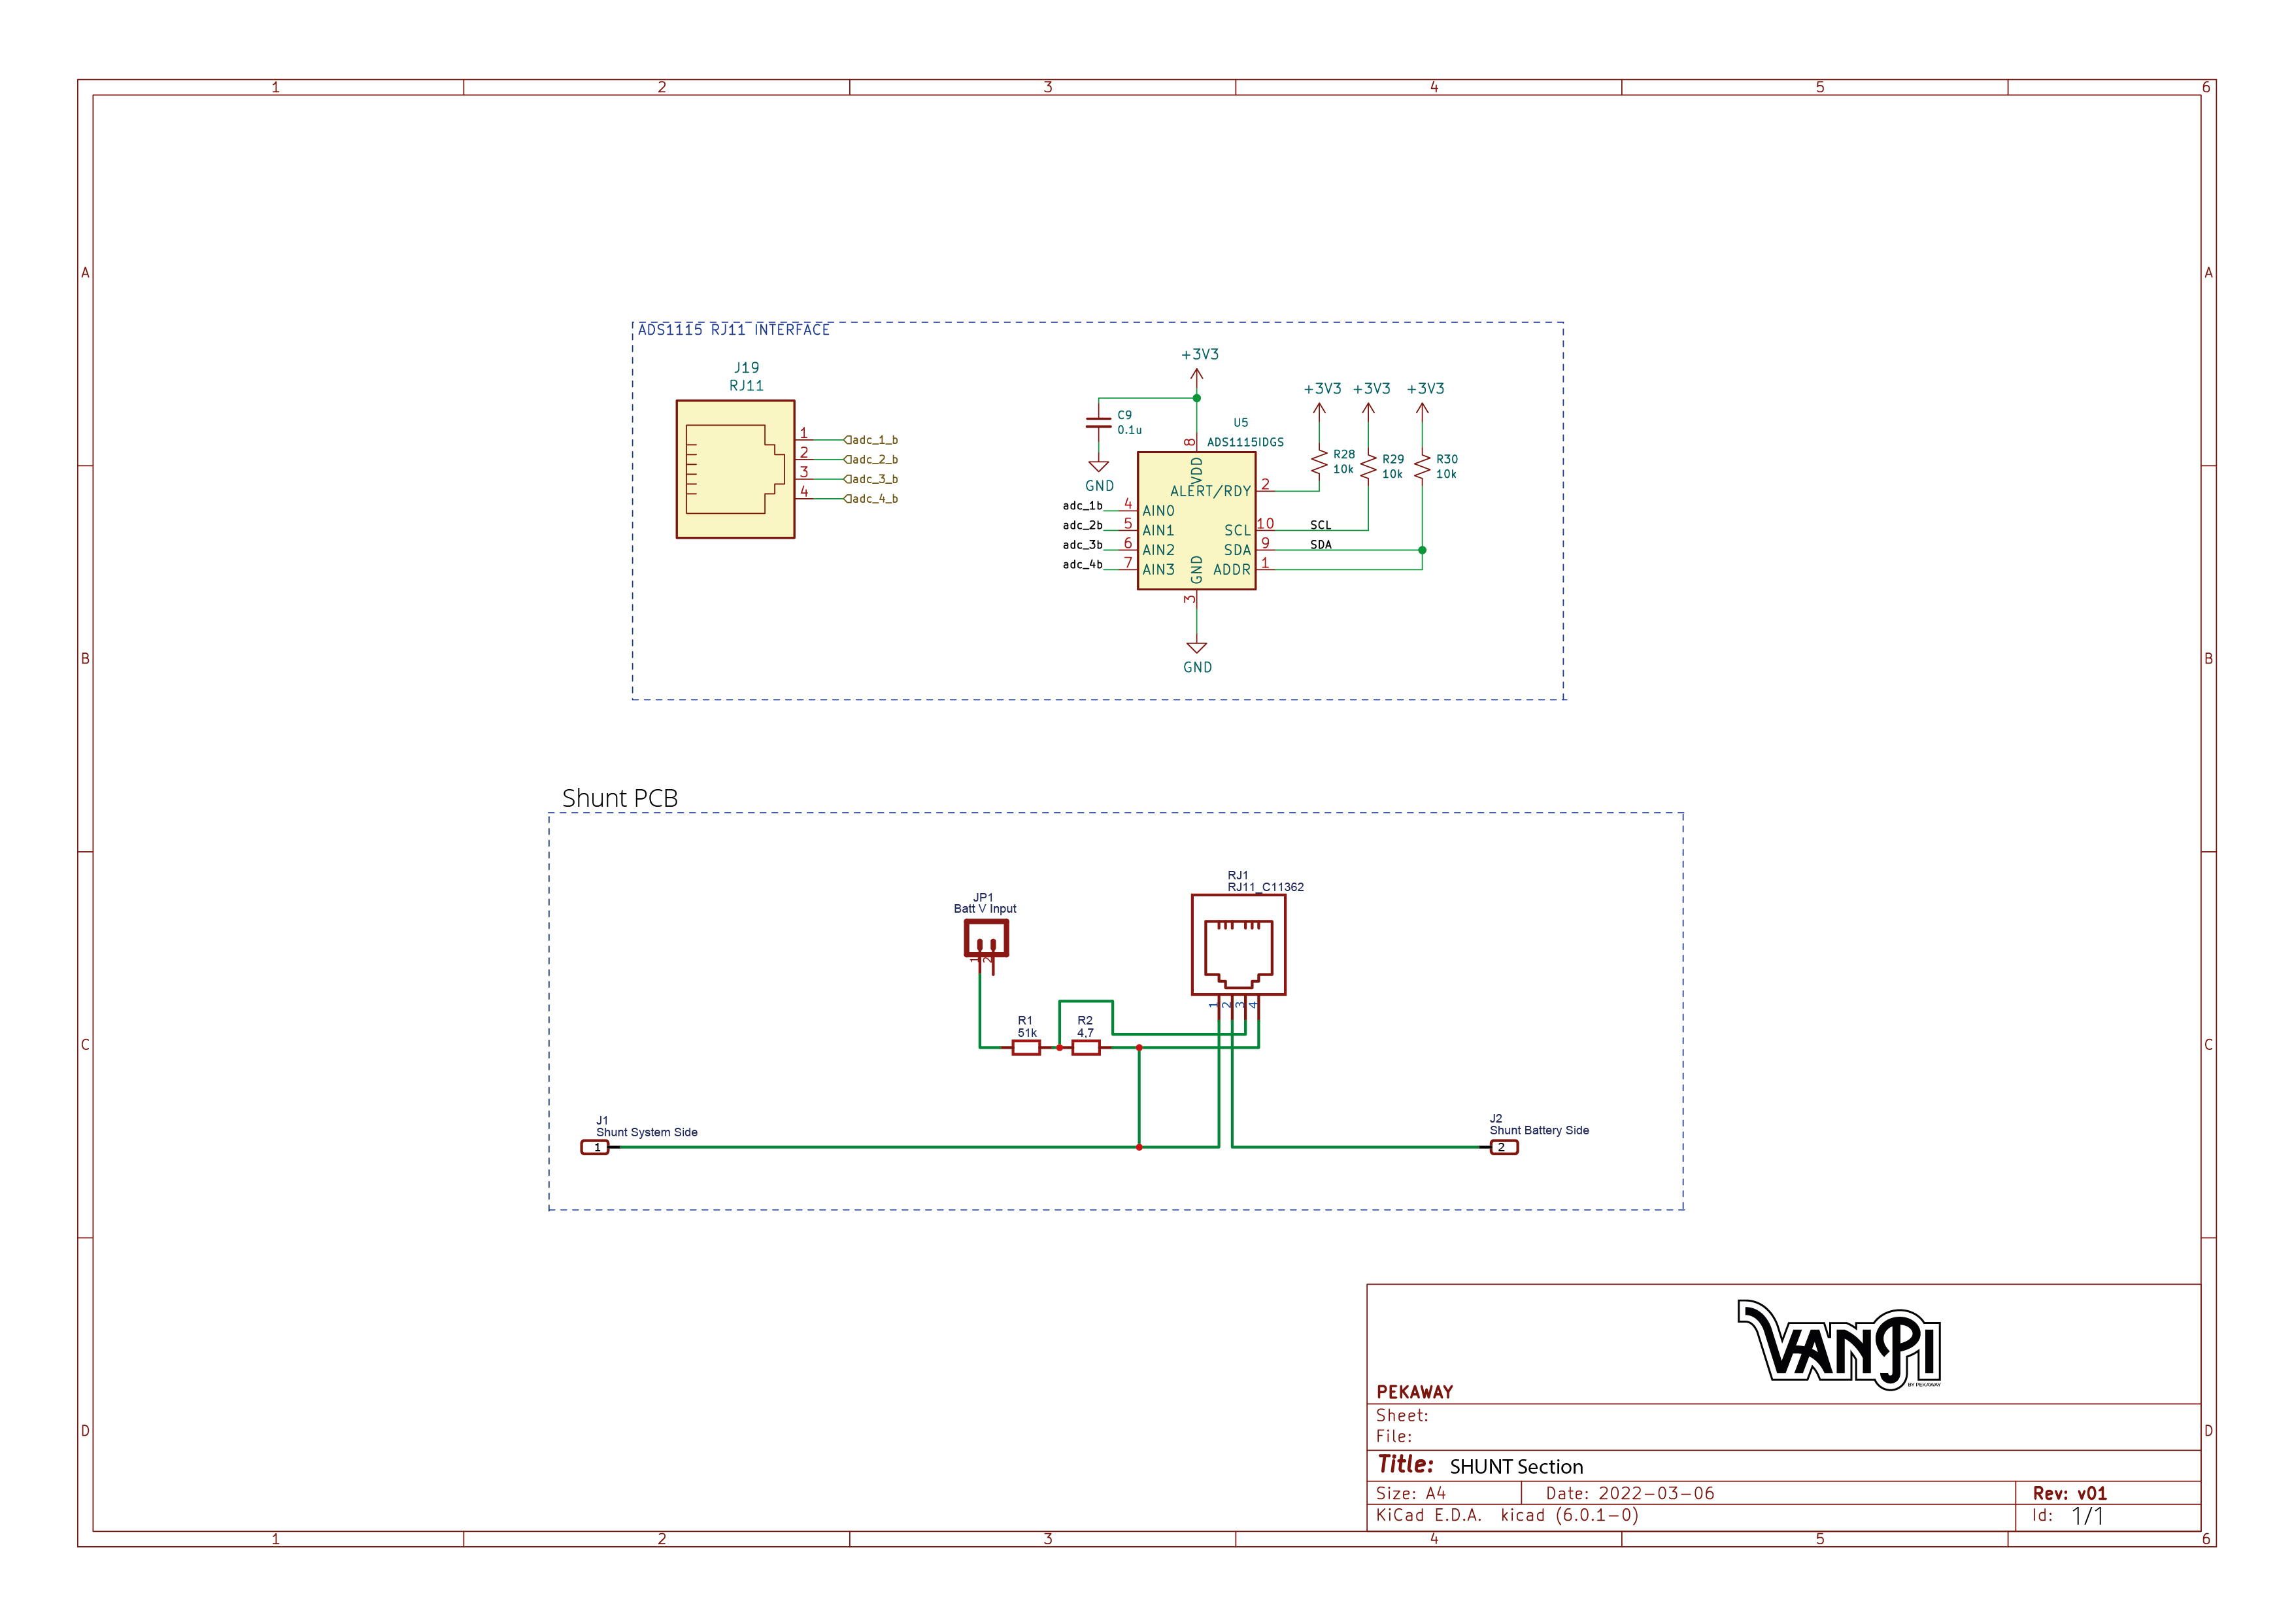 1 2 3 4 5 6
A A
ADS1115 RJ11 INTERFACE
J19
RJ11
1 adc_1_b
2 adc_2_b
3 adc_3_b
4 adc_4_b
+3V3
C9
0.1u
GND
U5
ADS1115IDGS
8
VDD
ALERT/RDY 2
adc_1b 4 AIN0
adc_2b 5 AIN1 SCL 10 SCL
adc_3b 6 AIN2 SDA 9 SDA
adc_4b 7 AIN3 ADDR 1
GND
3
GND
+3V3 +3V3 +3V3
R28
10k
R29
10k
R30
10k
B B
Shunt PCB
JP1
Batt V Input
1 2
RJ1
RJ11_C11362
1 2 3 4
R1
51k
R2
4,7
C C
J1
Shunt System Side
1
J2
Shunt Battery Side
2
VANPI
BY PEKAWAY
PEKAWAY
Sheet:
File:
D D
Title: SHUNT Section
Size: A4 Date: 2022-03-06 Rev: v01
KiCad E.D.A. kicad (6.0.1-0) Id: 1/1
1 2 3 4 5 6